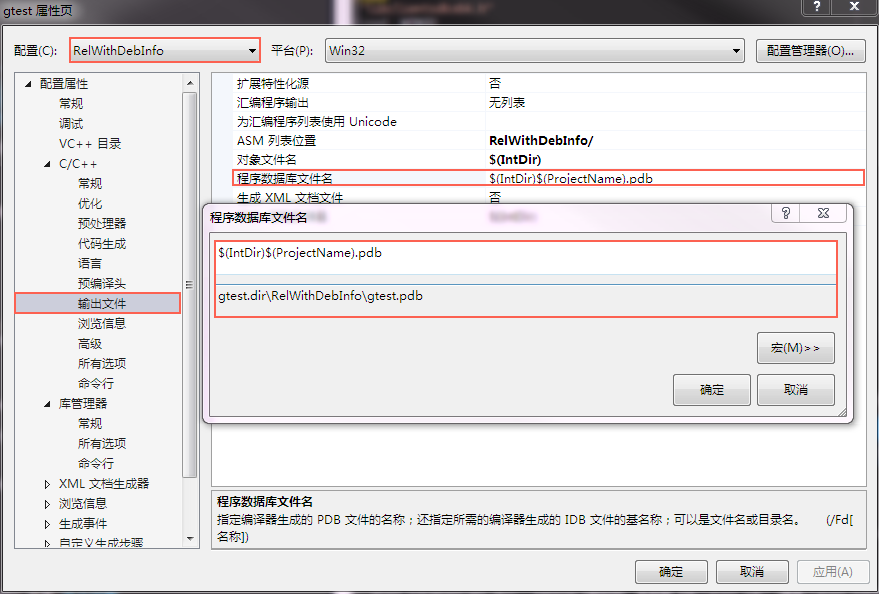 gtest 属性页
配置(C):
RelWithDebInfo
平台(P):
Win32
配置管理器(O)...
配置属性
常规
调试
VC++ 目录
C/C++
常规
优化
预处理器
代码生成
语言
预编译头
输出文件
浏览信息
高级
所有选项
命令行
库管理器
常规
所有选项
命令行
XML 文档生成器
浏览信息
生成事件
自定义生成步骤
扩展特性化源 否
汇编程序输出 无列表
为汇编程序列表使用 Unicode
ASM 列表位置 RelWithDebInfo/
对象文件名 $(IntDir)
程序数据库文件名 $(IntDir)$(ProjectName).pdb
生成 XML 文档文件 否
程序数据库文件名
$(IntDir)$(ProjectName).pdb
gtest.dir\RelWithDebInfo\gtest.pdb
宏(M)>>
确定
取消
程序数据库文件名
指定编译器生成的 PDB 文件的名称；还指定所需的编译器生成的 IDB 文件的基名称；可以是文件名或目录名。 (/Fd[
名称])
确定
取消
应用(A)